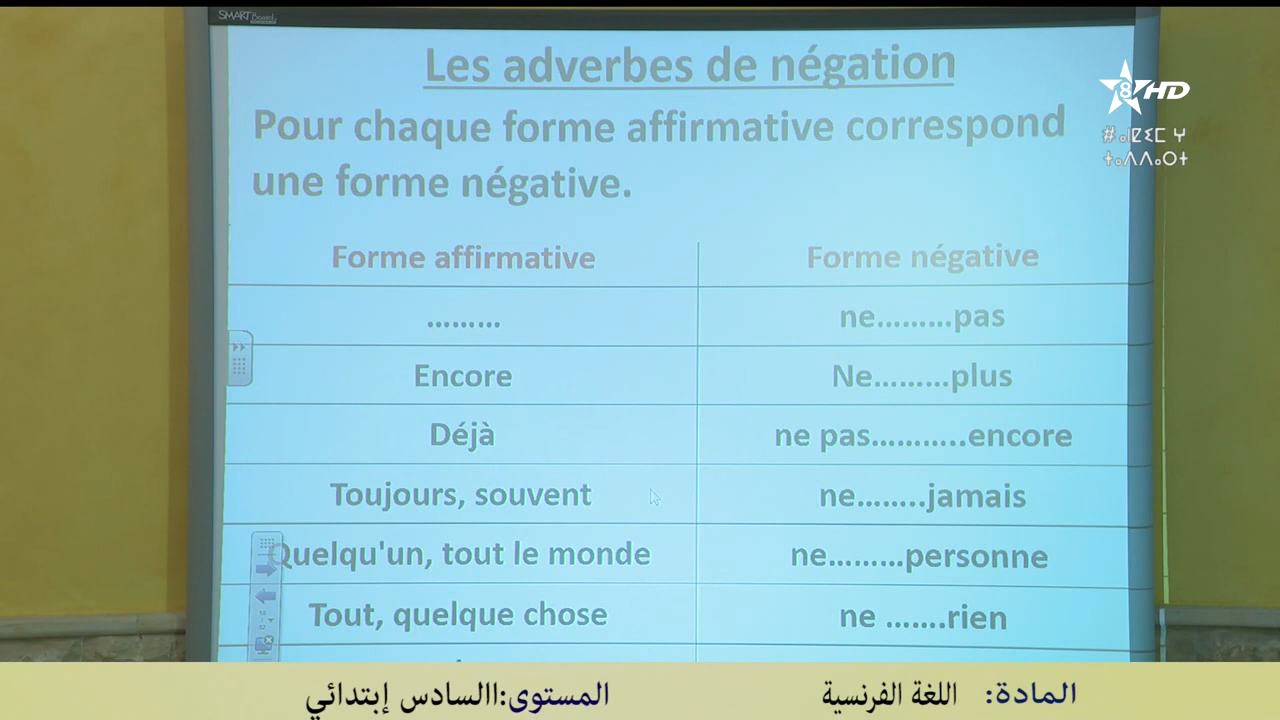 SMART Board
Les adverbes de négation
Pour chaque forme affirmative correspond
une forme négative.
Forme affirmative Forme négative
……… ne………pas
Encore Ne………plus
Déjà ne pas………..encore
Toujours, souvent ne……..jamais
Quelqu'un, tout le monde ne………personne
Tout, quelque chose ne …….rien
8 HD
ⵜⴰⴷⴷⴰⵔⵜ
المادة: اللغة الفرنسية المستوى:االسادس إبتدائي